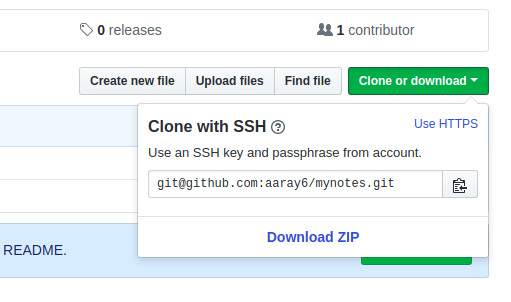 0 releases
1 contributor
Create new file
Upload files
Find file
Clone or download
Clone with SSH
Use HTTPS
Use an SSH key and passphrase from account.
git@github.com:aaray6/mynotes.git
Download ZIP
README.